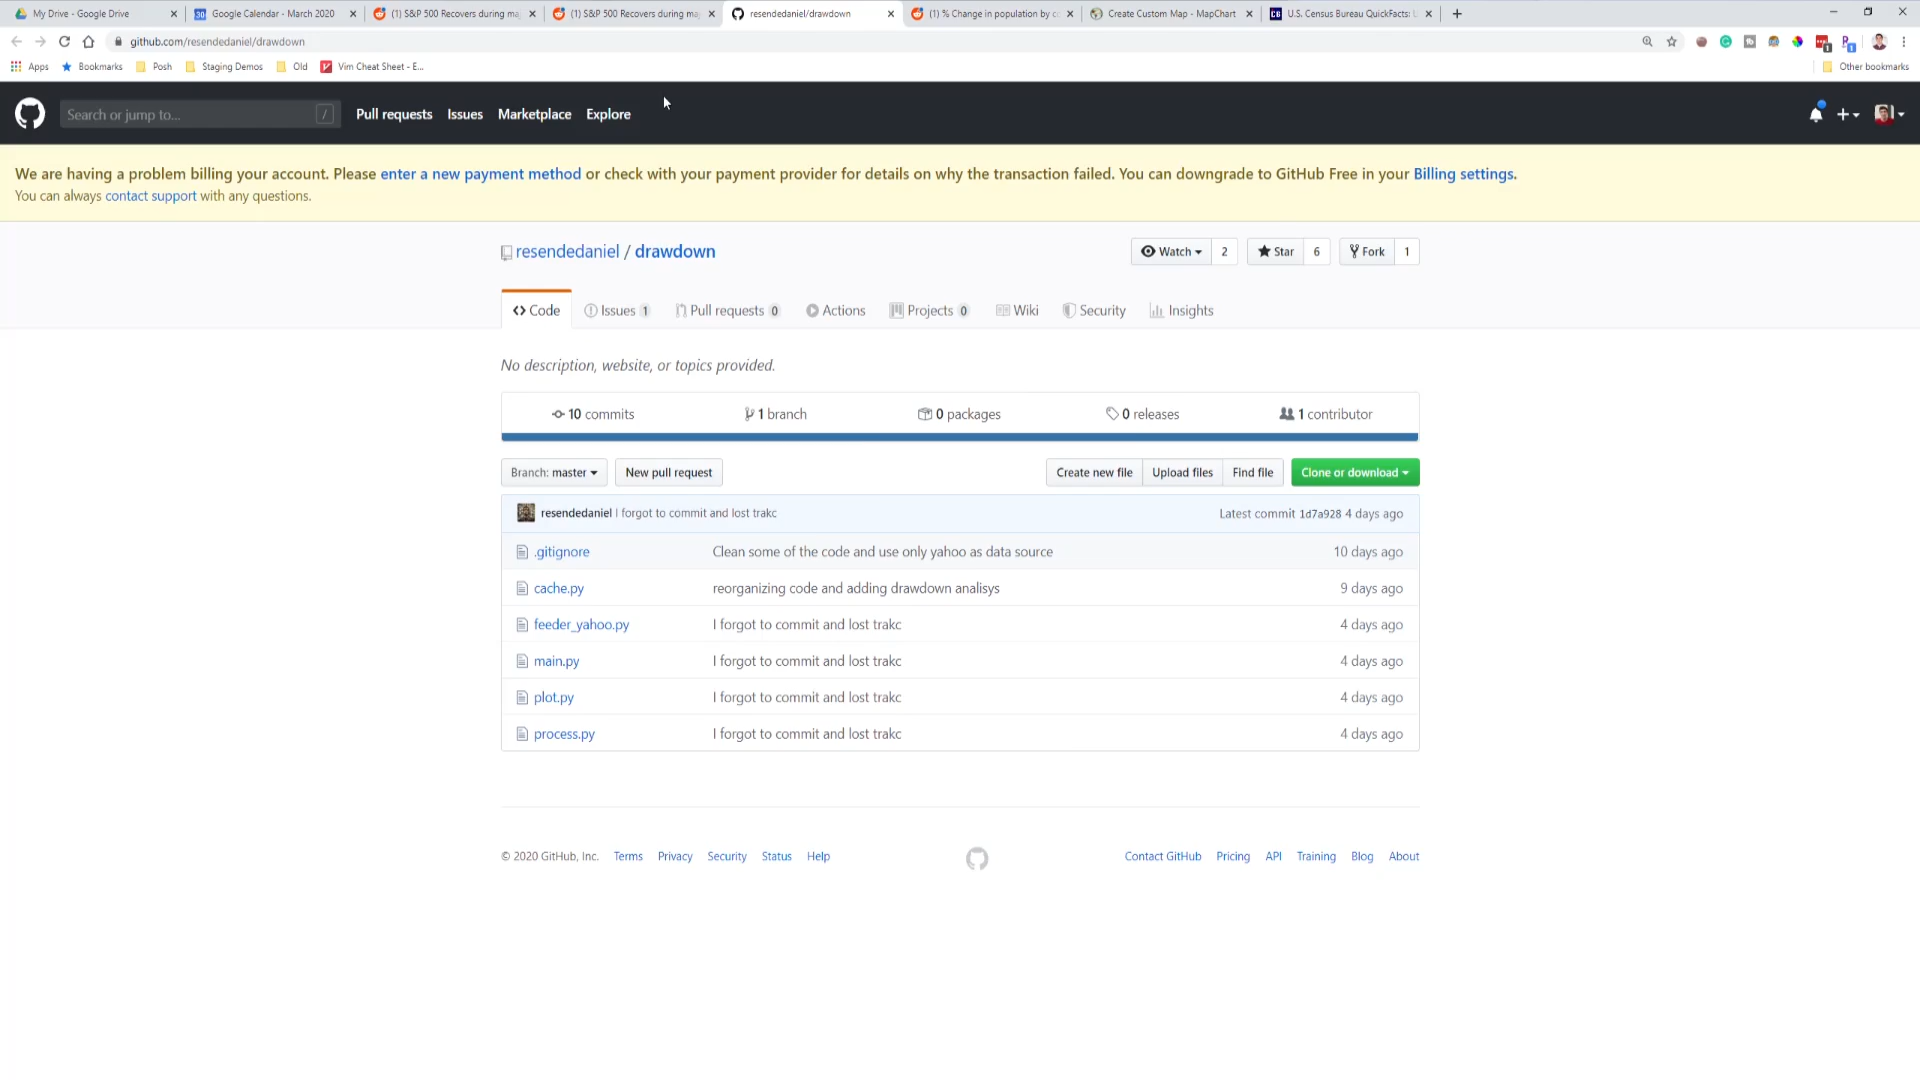 My Drive - Google Drive
Google Calendar - March 2020
(1) S&P 500 Recovers during ma
(1) S&P 500 Recovers during ma
resendedaniel/drawdown
(1) % Change in population by c
Create Custom Map - MapChart
U.S. Census Bureau QuickFacts:
github.com/resendedaniel/drawdown
Apps
Bookmarks
Posh
Staging Demos
Old
Vim Cheat Sheet - E...
Other bookmarks
Search or jump to...
/
Pull requests
Issues
Marketplace
Explore
We are having a problem billing your account. Please enter a new payment method or check with your payment provider for details on why the transaction failed. You can downgrade to GitHub Free in your Billing settings.
You can always contact support with any questions.
resendedaniel / drawdown
Watch 2
Star 6
Fork 1
Code
Issues 1
Pull requests 0
Actions
Projects 0
Wiki
Security
Insights
No description, website, or topics provided.
10 commits
1 branch
0 packages
0 releases
1 contributor
Branch: master
New pull request
Create new file
Upload files
Find file
Clone or download
resendedaniel I forgot to commit and lost trakc
Latest commit 1d7a928 4 days ago
.gitignore Clean some of the code and use only yahoo as data source 10 days ago
cache.py reorganizing code and adding drawdown analisys 9 days ago
feeder_yahoo.py I forgot to commit and lost trakc 4 days ago
main.py I forgot to commit and lost trakc 4 days ago
plot.py I forgot to commit and lost trakc 4 days ago
process.py I forgot to commit and lost trakc 4 days ago
© 2020 GitHub, Inc.
Terms
Privacy
Security
Status
Help
Contact GitHub
Pricing
API
Training
Blog
About